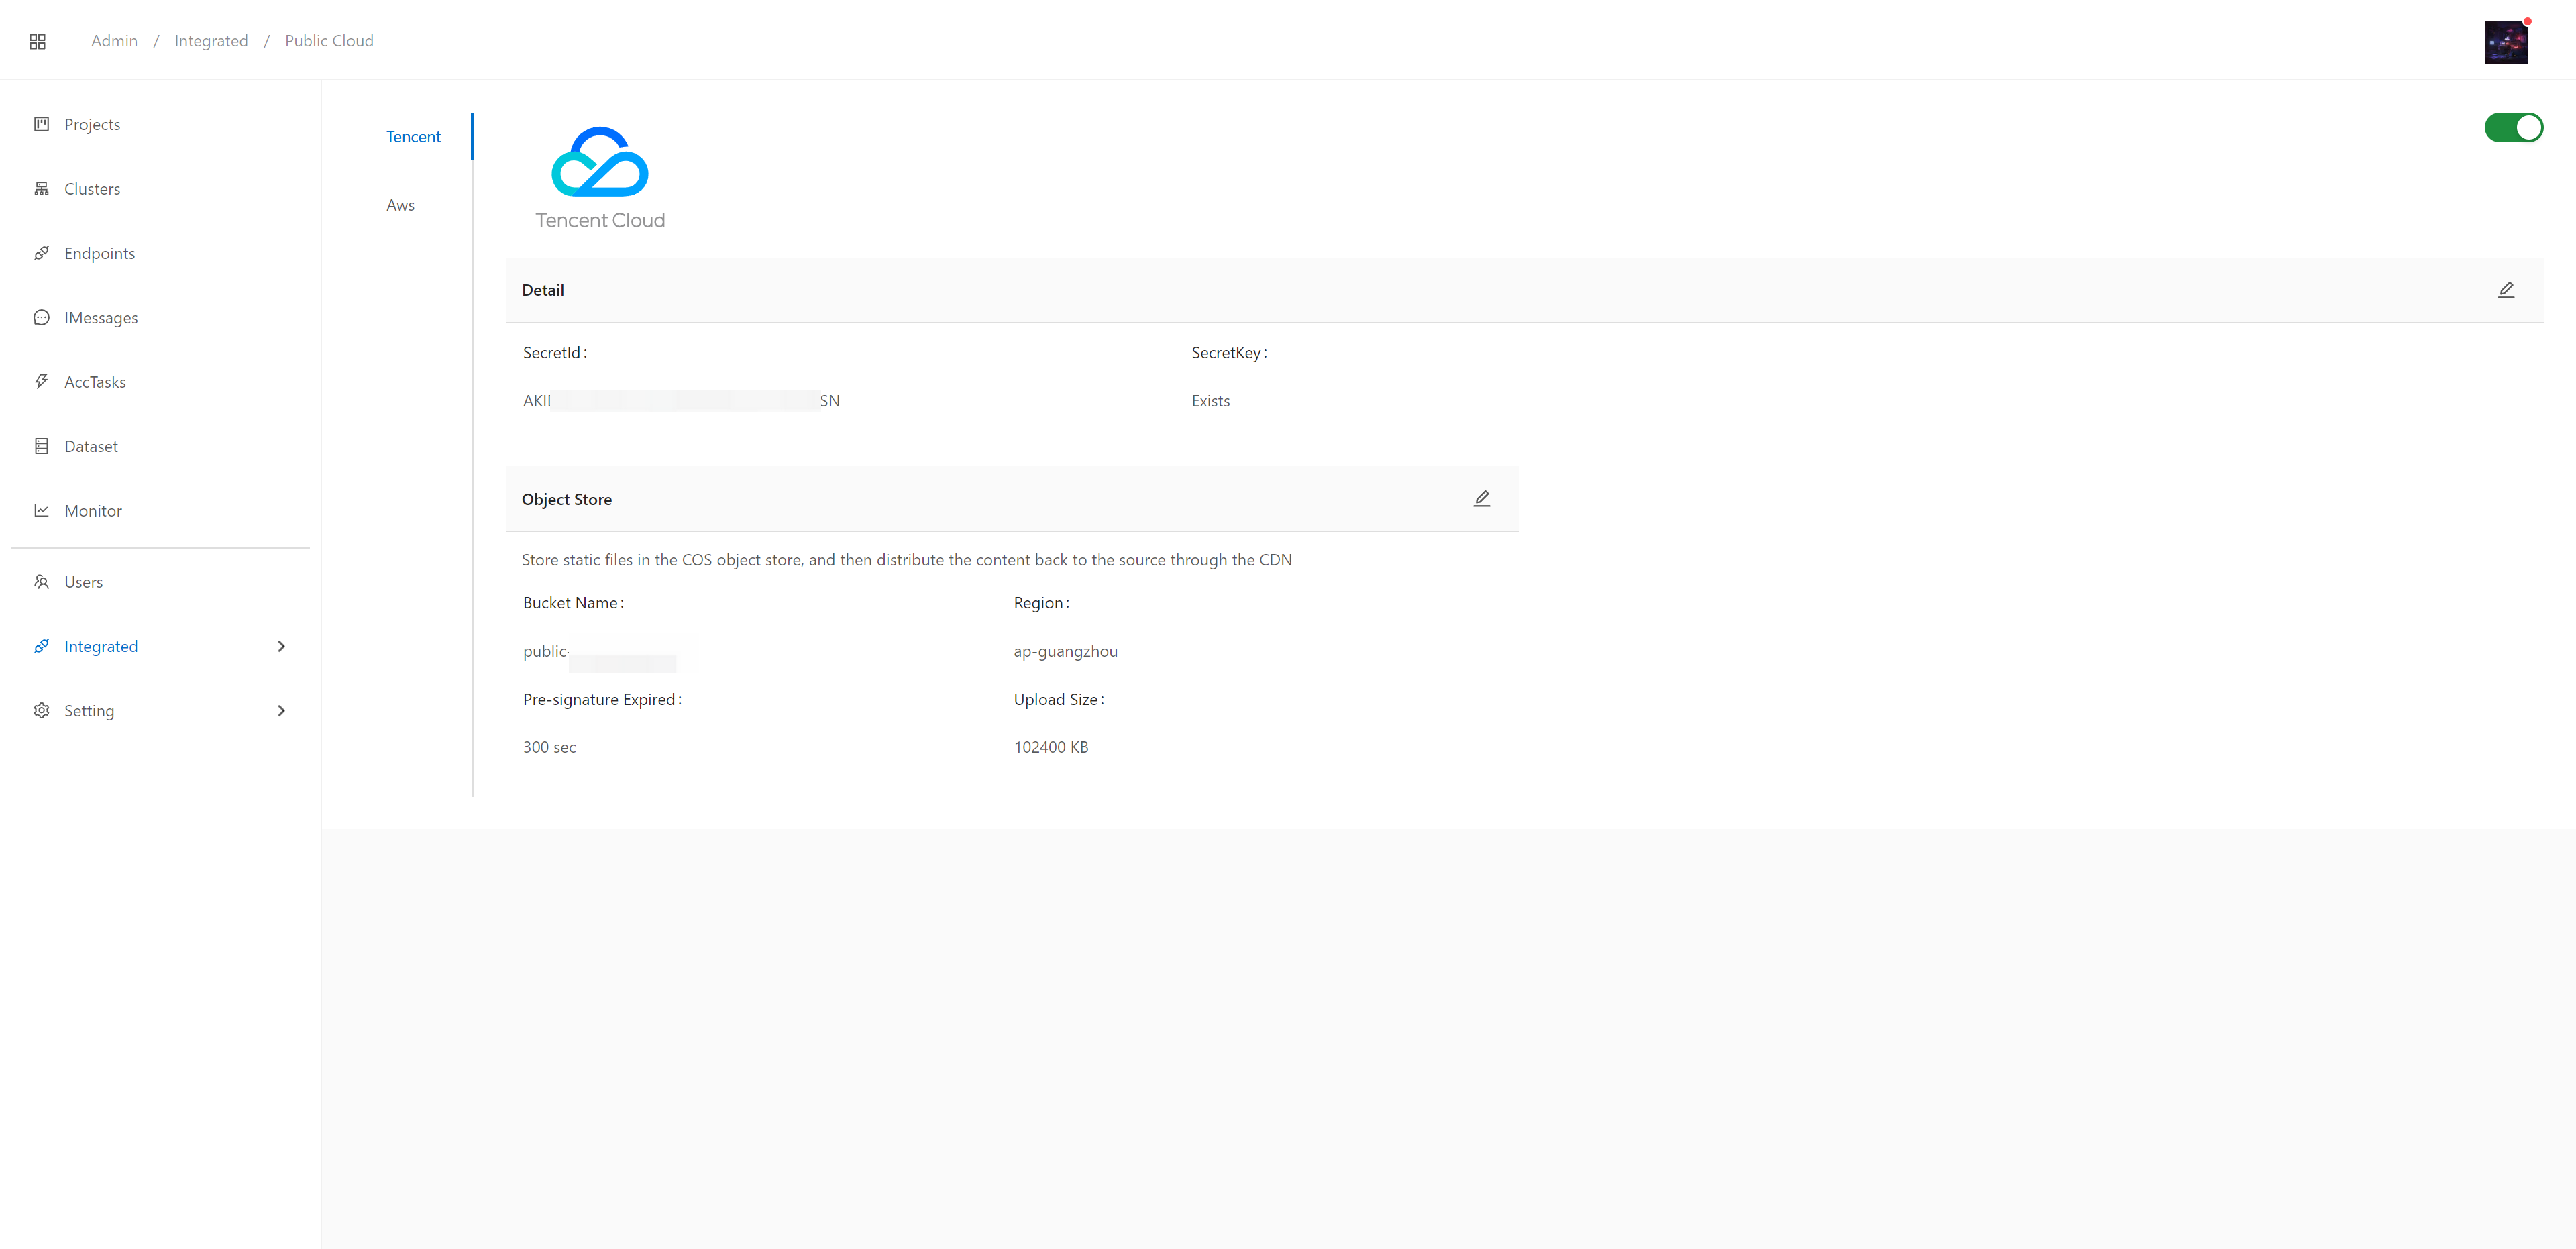 Admin / Integrated / Public Cloud
Projects
Clusters
Endpoints
IMessages
AccTasks
Dataset
Monitor
Users
Integrated
Setting
Tencent
Aws
Tencent Cloud
Detail
SecretId:
SecretKey:
SN
Exists
Object Store
Store static files in the COS object store, and then distribute the content back to the source through the CDN
Bucket Name:
Region:
public-
ap-guangzhou
Pre-signature Expired:
Upload Size:
300 sec
102400 KB